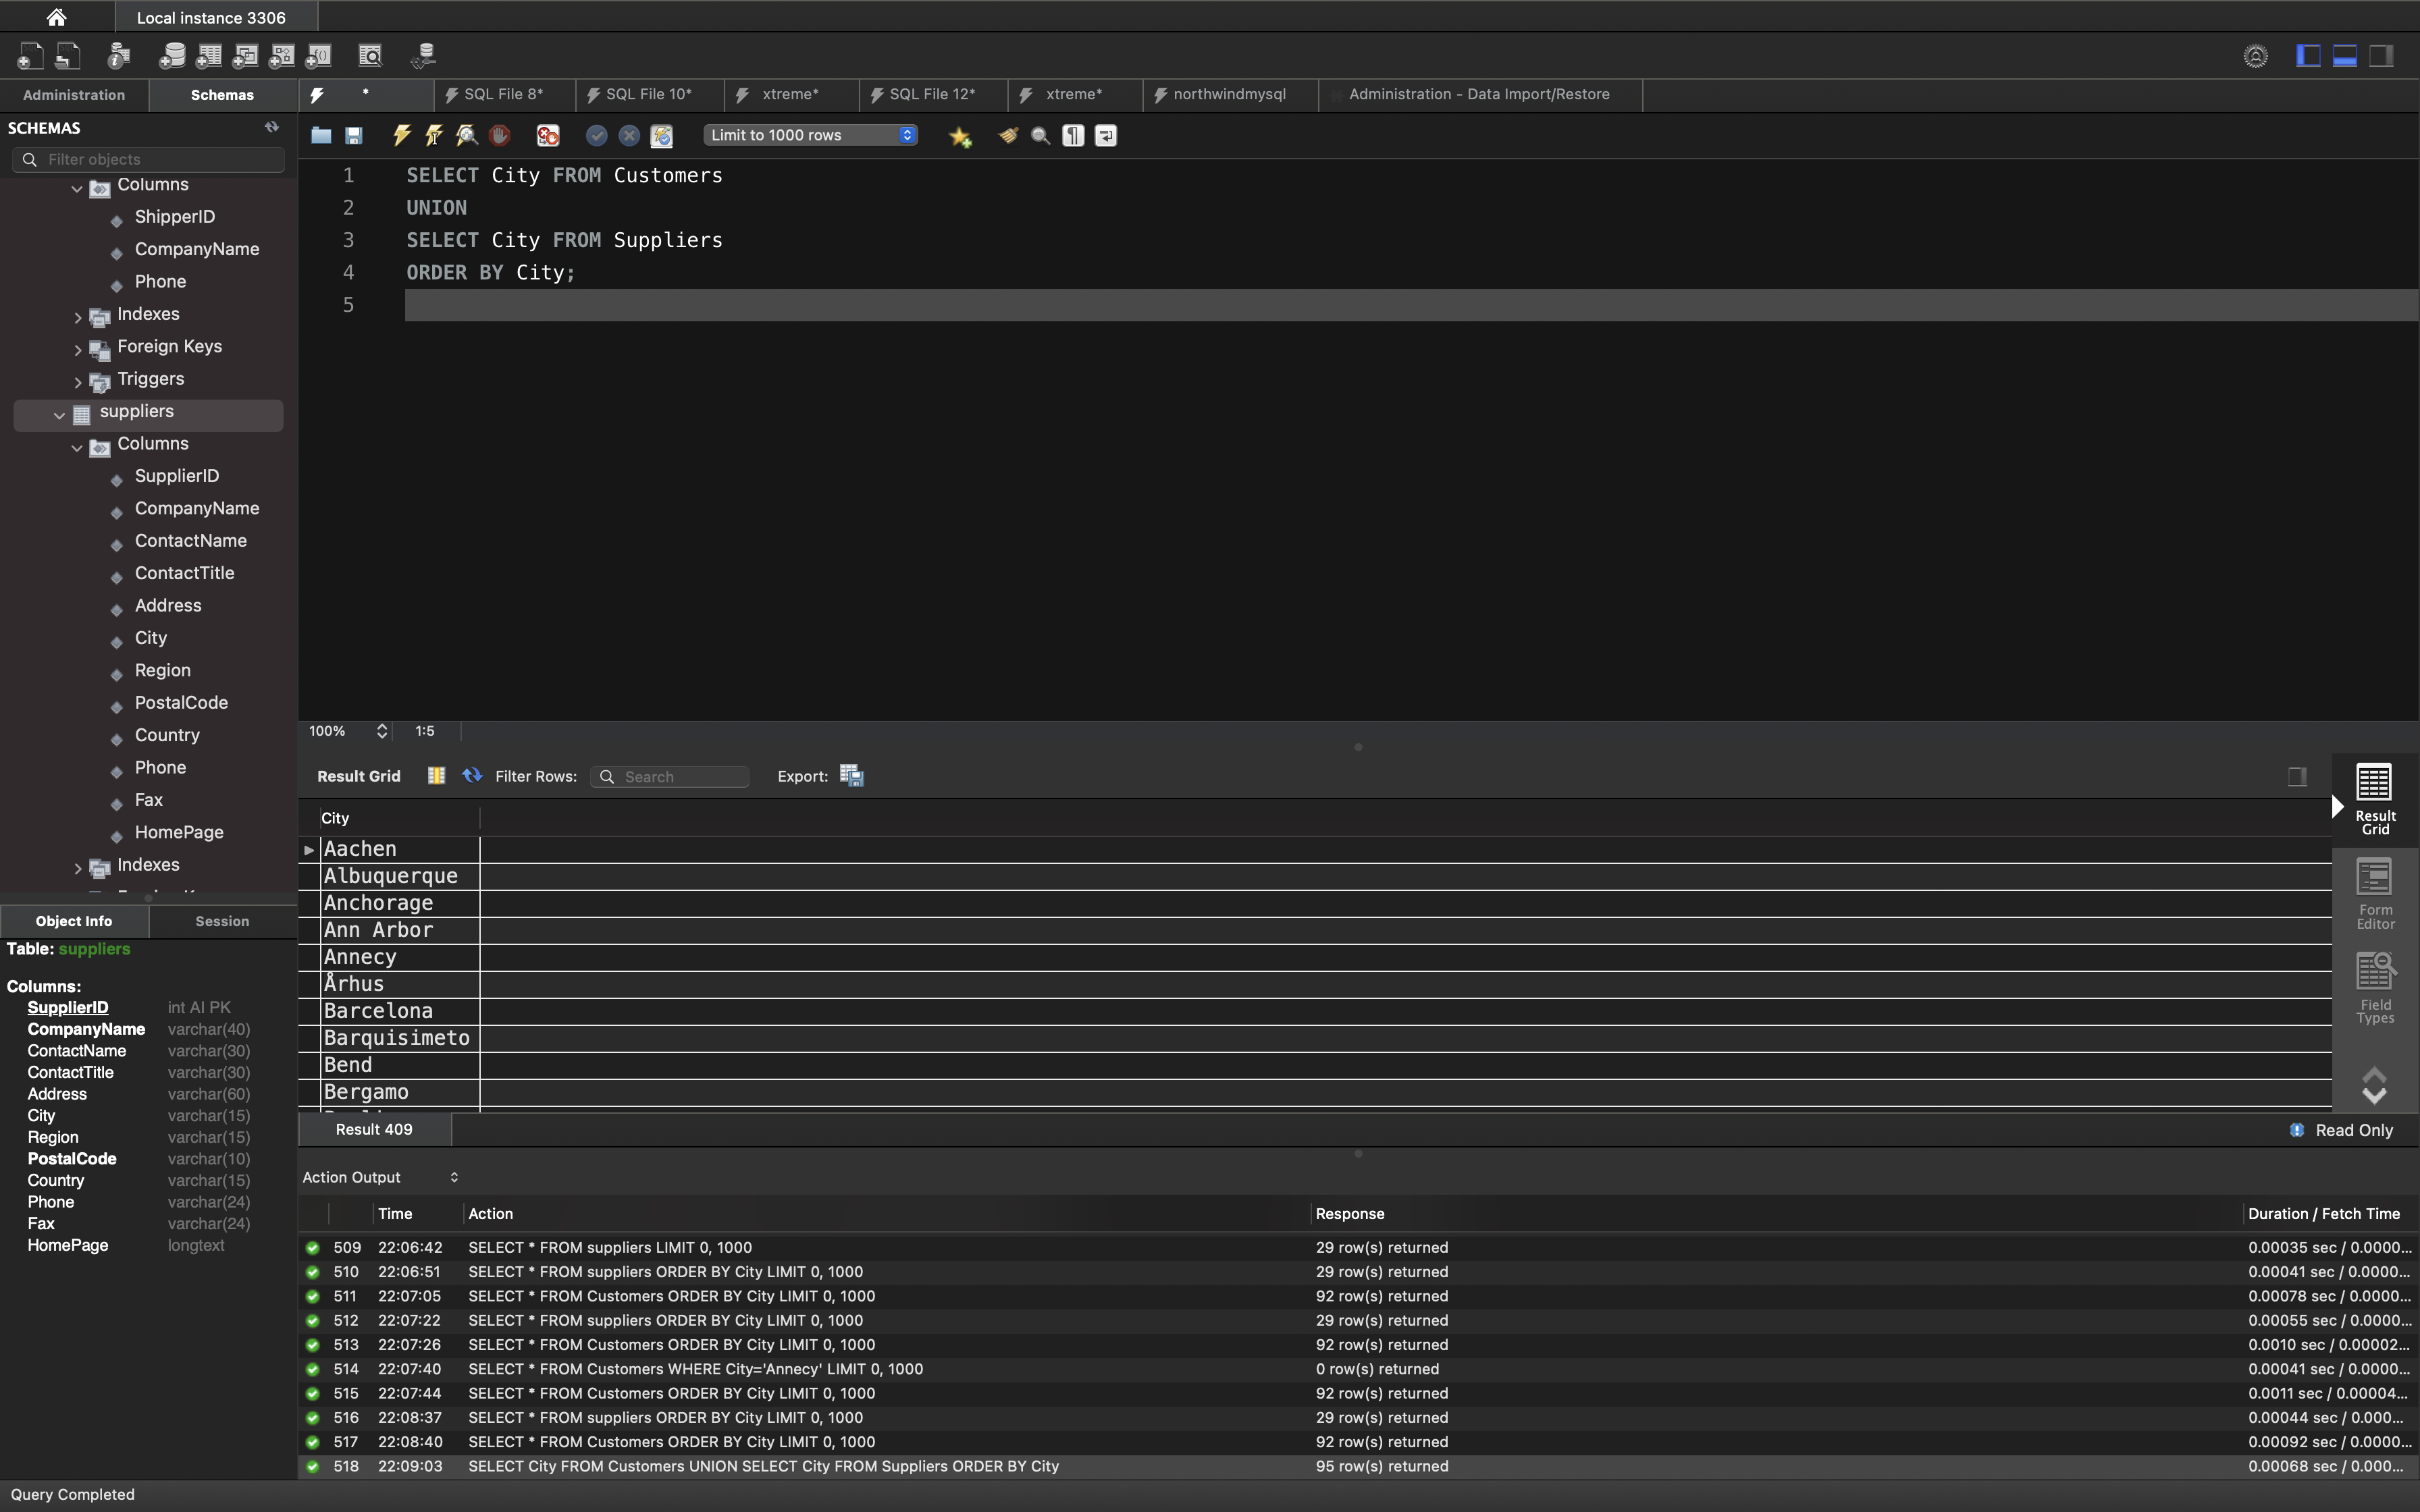 Local instance 3306
Administration
Schemas
*
SQL File 8*
SQL File 10*
xtreme*
SQL File 12*
xtreme*
northwindmysql
Administration - Data Import/Restore
SCHEMAS
Filter objects
Columns
ShipperID
CompanyName
Phone
Indexes
Foreign Keys
Triggers
suppliers
Columns
SupplierID
CompanyName
ContactName
ContactTitle
Address
City
Region
PostalCode
Country
Phone
Fax
HomePage
Indexes
Object Info
Session
Table: suppliers
Columns:
SupplierID int AI PK
CompanyName varchar(40)
ContactName varchar(30)
ContactTitle varchar(30)
Address varchar(60)
City varchar(15)
Region varchar(15)
PostalCode varchar(10)
Country varchar(15)
Phone varchar(24)
Fax varchar(24)
HomePage longtext
Limit to 1000 rows
1 SELECT City FROM Customers
2 UNION
3 SELECT City FROM Suppliers
4 ORDER BY City;
5
100% 1:5
Result Grid Filter Rows: Search Export:
City
Aachen
Albuquerque
Anchorage
Ann Arbor
Annecy
Århus
Barcelona
Barquisimeto
Bend
Bergamo
Result
Grid
Form
Editor
Field
Types
Result 409
Read Only
Action Output
Time Action Response Duration / Fetch Time
509 22:06:42 SELECT * FROM suppliers LIMIT 0, 1000 29 row(s) returned 0.00035 sec / 0.0000...
510 22:06:51 SELECT * FROM suppliers ORDER BY City LIMIT 0, 1000 29 row(s) returned 0.00041 sec / 0.0000...
511 22:07:05 SELECT * FROM Customers ORDER BY City LIMIT 0, 1000 92 row(s) returned 0.00078 sec / 0.0000...
512 22:07:22 SELECT * FROM suppliers ORDER BY City LIMIT 0, 1000 29 row(s) returned 0.00055 sec / 0.0000...
513 22:07:26 SELECT * FROM Customers ORDER BY City LIMIT 0, 1000 92 row(s) returned 0.0010 sec / 0.00002...
514 22:07:40 SELECT * FROM Customers WHERE City='Annecy' LIMIT 0, 1000 0 row(s) returned 0.00041 sec / 0.0000...
515 22:07:44 SELECT * FROM Customers ORDER BY City LIMIT 0, 1000 92 row(s) returned 0.0011 sec / 0.00004...
516 22:08:37 SELECT * FROM suppliers ORDER BY City LIMIT 0, 1000 29 row(s) returned 0.00044 sec / 0.000...
517 22:08:40 SELECT * FROM Customers ORDER BY City LIMIT 0, 1000 92 row(s) returned 0.00092 sec / 0.0000...
518 22:09:03 SELECT City FROM Customers UNION SELECT City FROM Suppliers ORDER BY City 95 row(s) returned 0.00068 sec / 0.000...
Query Completed